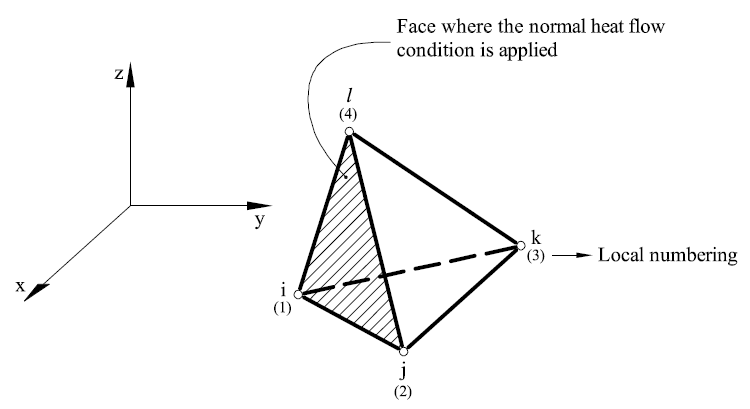 Face where the normal heat flow
condition is applied
z
l
(4)
y
k
(3)
Local numbering
x
i
(1)
j
(2)